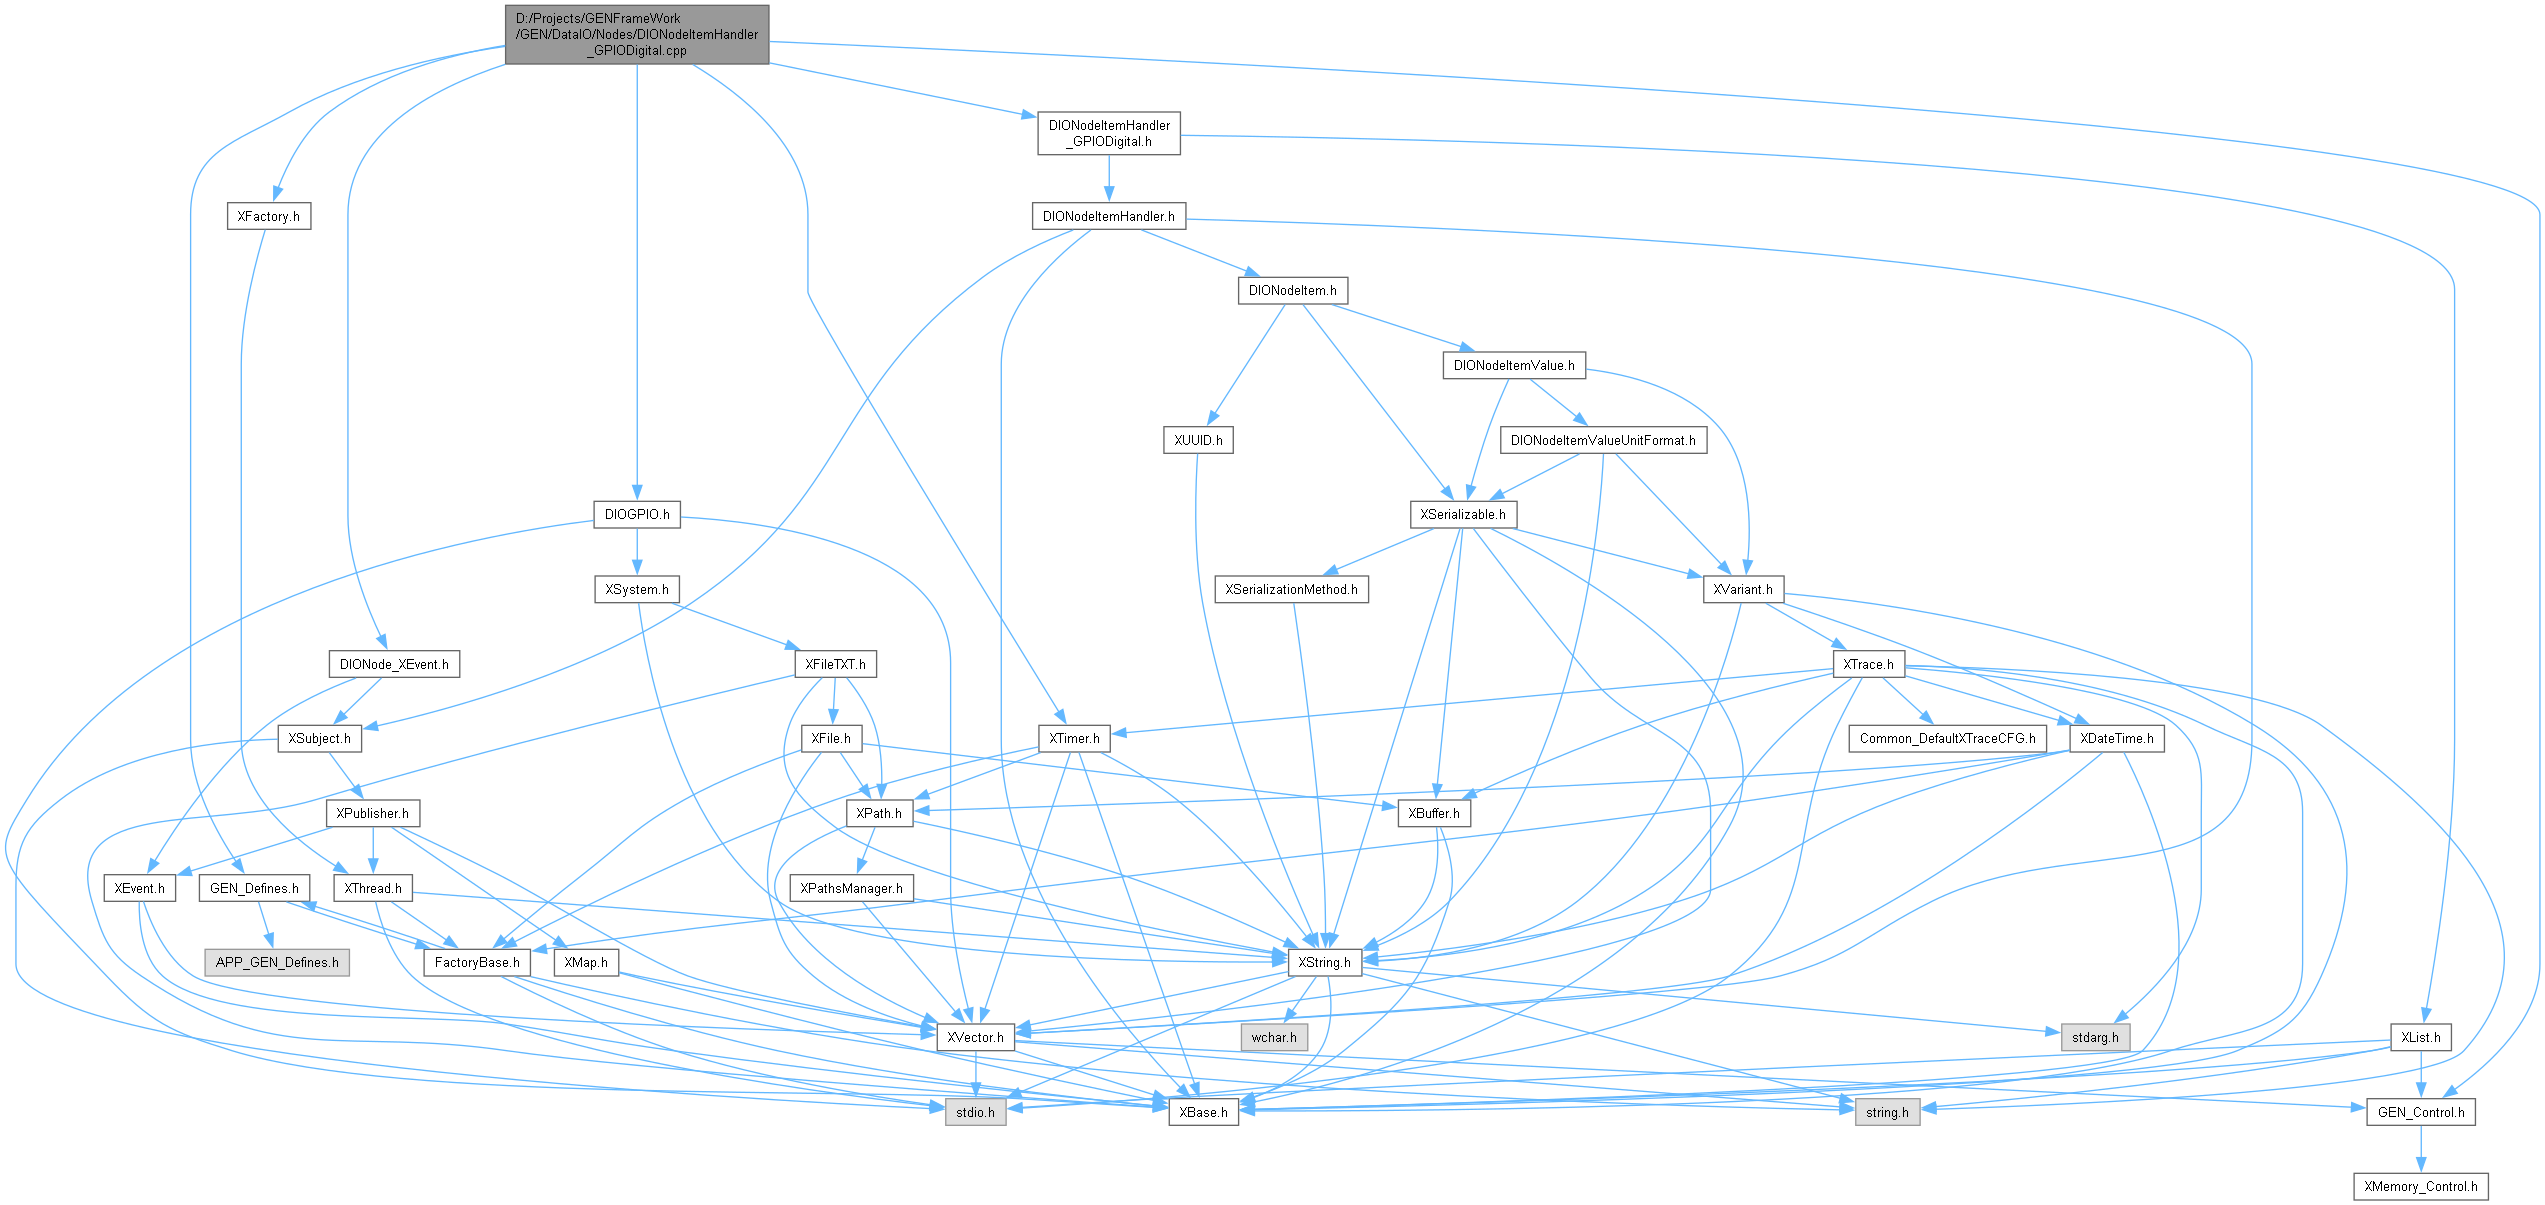 D:/Projects/GENFrameWork
/GEN/DataIO/Nodes/DIONodeItemHandler
_GPIODigital.cpp
DIONodeItemHandler
_GPIODigital.h
XFactory.h
DIONodeItemHandler.h
DIONodeItem.h
DIONodeItemValue.h
XUUID.h
DIONodeItemValueUnitFormat.h
DIOGPIO.h
XSerializable.h
XSystem.h
XSerializationMethod.h
XVariant.h
DIONode_XEvent.h
XFileTXT.h
XTrace.h
XSubject.h
XFile.h
XTimer.h
Common_DefaultXTraceCFG.h
XDateTime.h
XPublisher.h
XPath.h
XBuffer.h
XEvent.h
GEN_Defines.h
XThread.h
XPathsManager.h
APP_GEN_Defines.h
FactoryBase.h
XMap.h
XString.h
XVector.h
wchar.h
stdarg.h
XList.h
stdio.h
XBase.h
string.h
GEN_Control.h
XMemory_Control.h